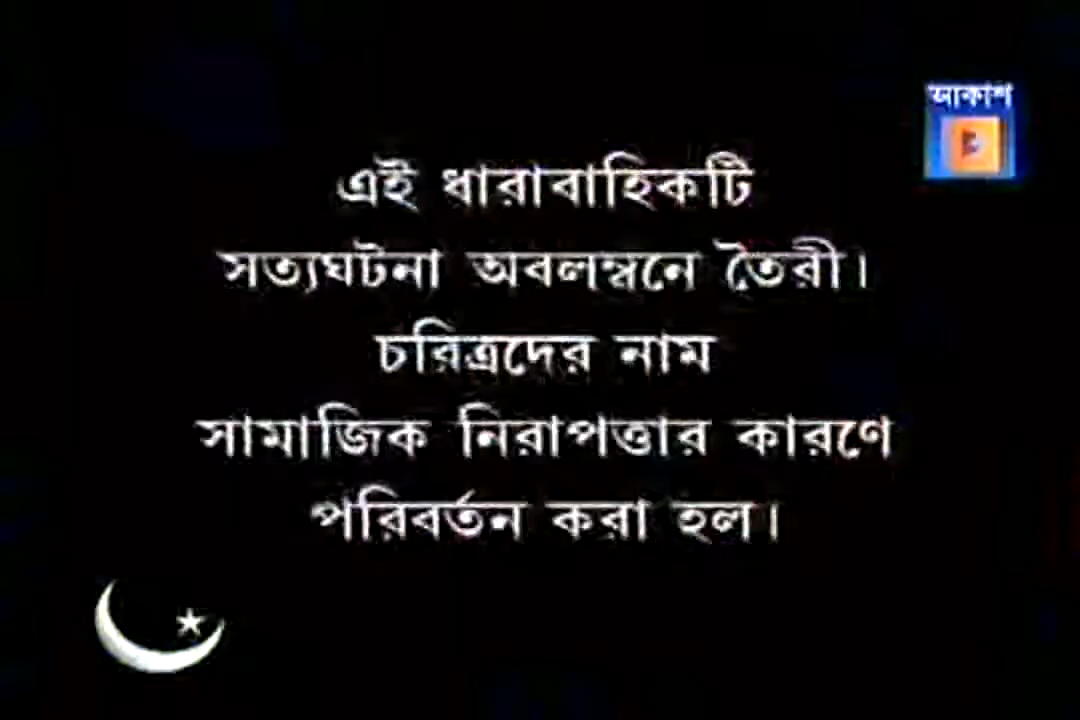 আকাশ
এই ধারাবাহিকটি
সত্যঘটনা অবলম্বনে তৈরী।
চরিত্রদের নাম
সামাজিক নিরাপত্তার কারণে
পরিবর্তন করা হল।